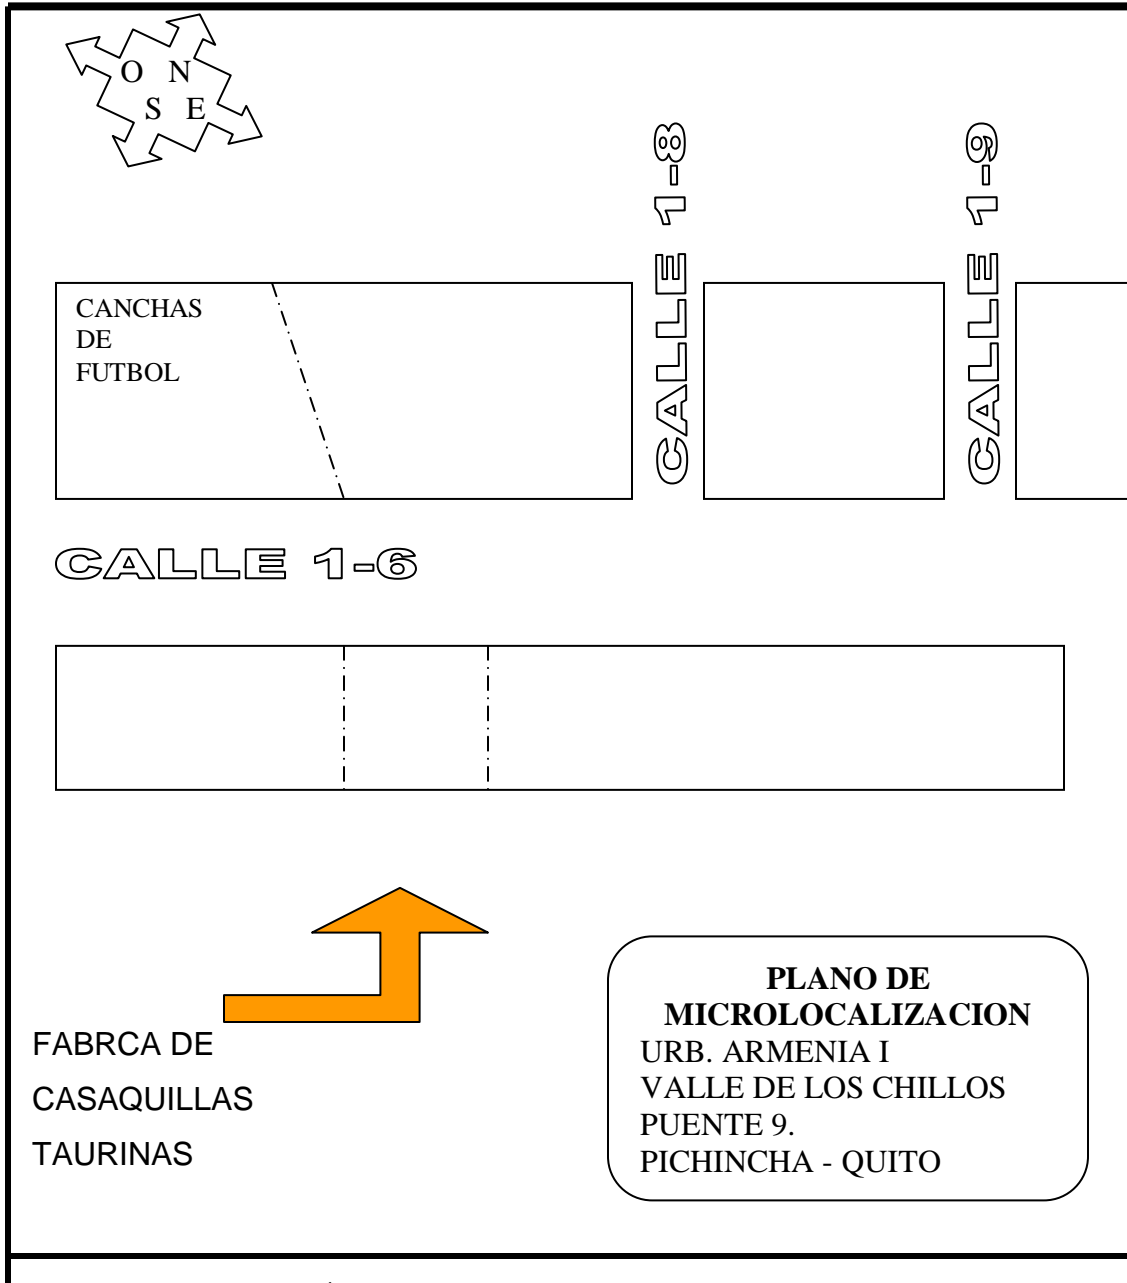 O N
S E
CALLE 1-8
CALLE 1-9
CANCHAS
DE
FUTBOL
CALLE 1-6
FABRCA DE
CASAQUILLAS
TAURINAS
PLANO DE
MICROLOCALIZACION
URB. ARMENIA I
VALLE DE LOS CHILLOS
PUENTE 9.
PICHINCHA - QUITO